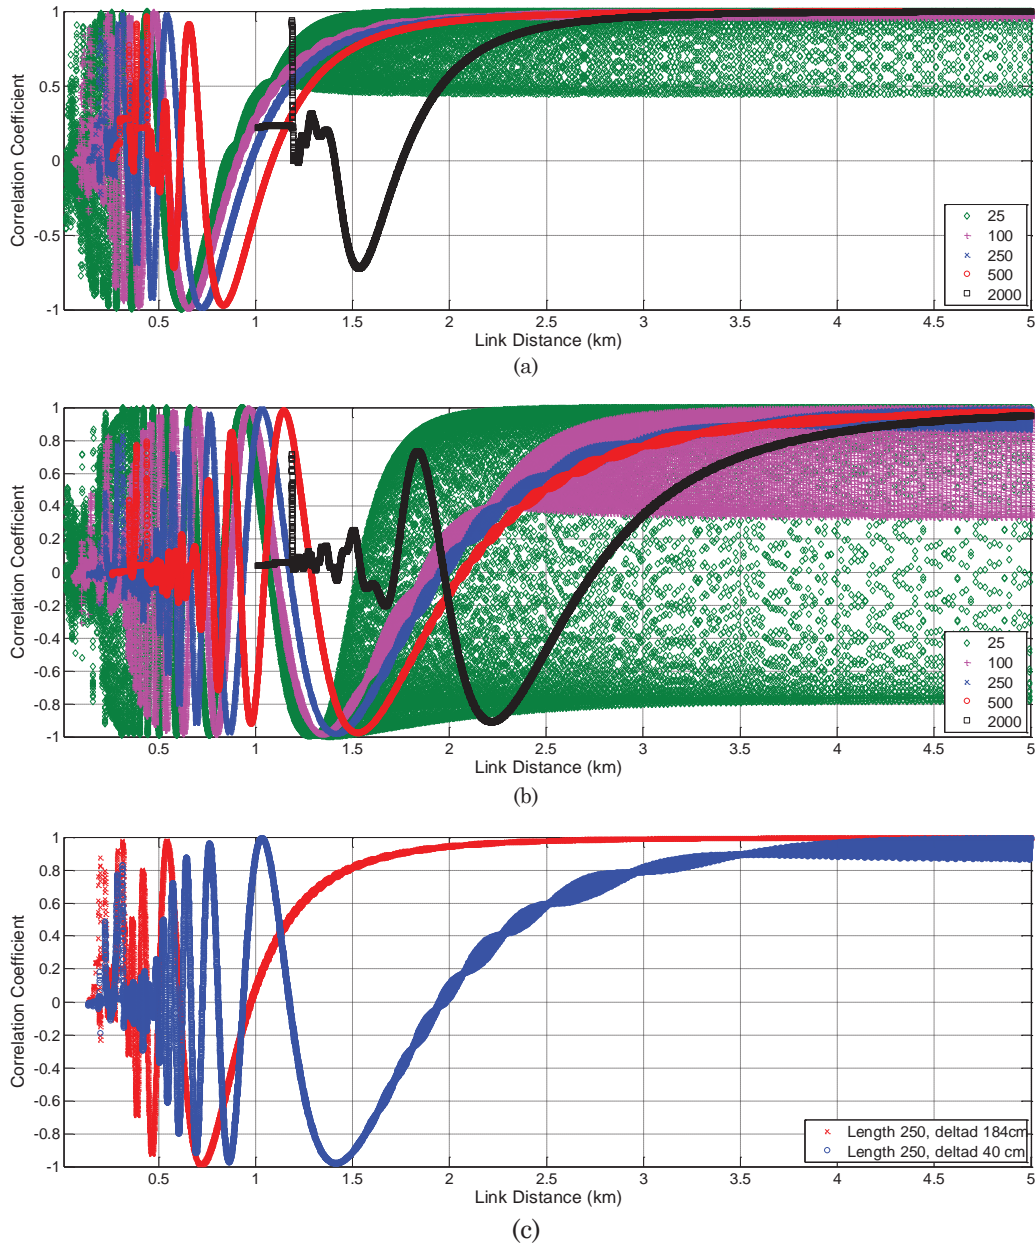 1
0.5
0
-0.5
-1
Correlation Coefficient
0.5 1 1.5 2 2.5 3 3.5 4 4.5 5
Link Distance (km)
25
100
250
500
2000
(a)
1
0.8
0.6
0.4
0.2
0
-0.2
-0.4
-0.6
-0.8
-1
Correlation Coefficient
0.5 1 1.5 2 2.5 3 3.5 4 4.5 5
Link Distance (km)
25
100
250
500
2000
(b)
1
0.8
0.6
0.4
0.2
0
-0.2
-0.4
-0.6
-0.8
-1
Correlation Coefficient
0.5 1 1.5 2 2.5 3 3.5 4 4.5 5
Link Distance (km)
Length 250, deltad 184cm
Length 250, deltad 40 cm
(c)